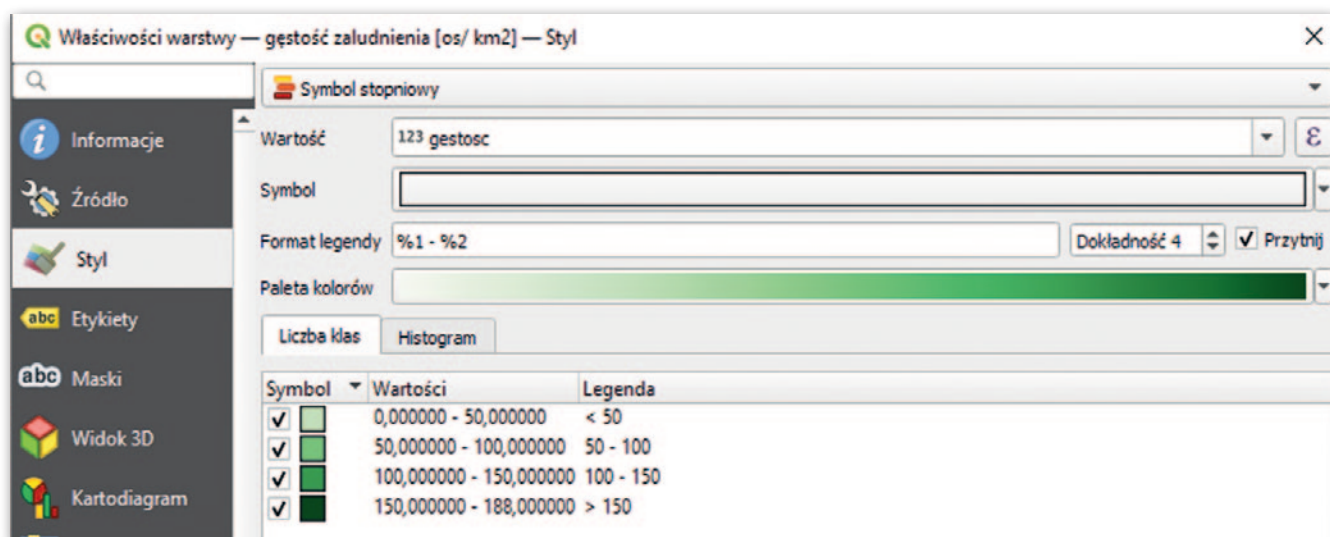 Właściwości warstwy — gęstość zaludnienia [os/ km2] — Styl
Symbol stopniowy
Informacje
Wartość
123 gestosc
ε
Źródło
Symbol
Styl
Format legendy
%1 - %2
Dokładność 4
Przytnij
Paleta kolorów
abc Etykiety
Liczba klas
Histogram
abc Maski
Symbol Wartości Legenda
0,000000 - 50,000000 < 50
Widok 3D
50,000000 - 100,000000 50 - 100
100,000000 - 150,000000 100 - 150
Kartodiagram
150,000000 - 188,000000 > 150